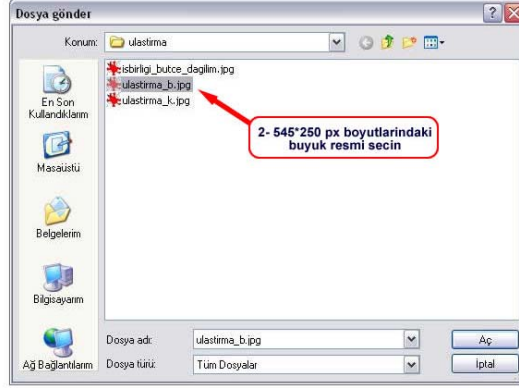 Dosya gönder
Konum: ulastirma
isbirligi_butce_dagilim.jpg
ulastirma_b.jpg
ulastirma_k.jpg
2- 545*250 px boyutlarindaki
buyuk resmi secin
En Son
Kullandıklarım
Masaüstü
Belgelerim
Bilgisayarım
Ağ Bağlantılarım
Dosya adı: ulastirma_b.jpg Aç
Dosya türü: Tüm Dosyalar İptal